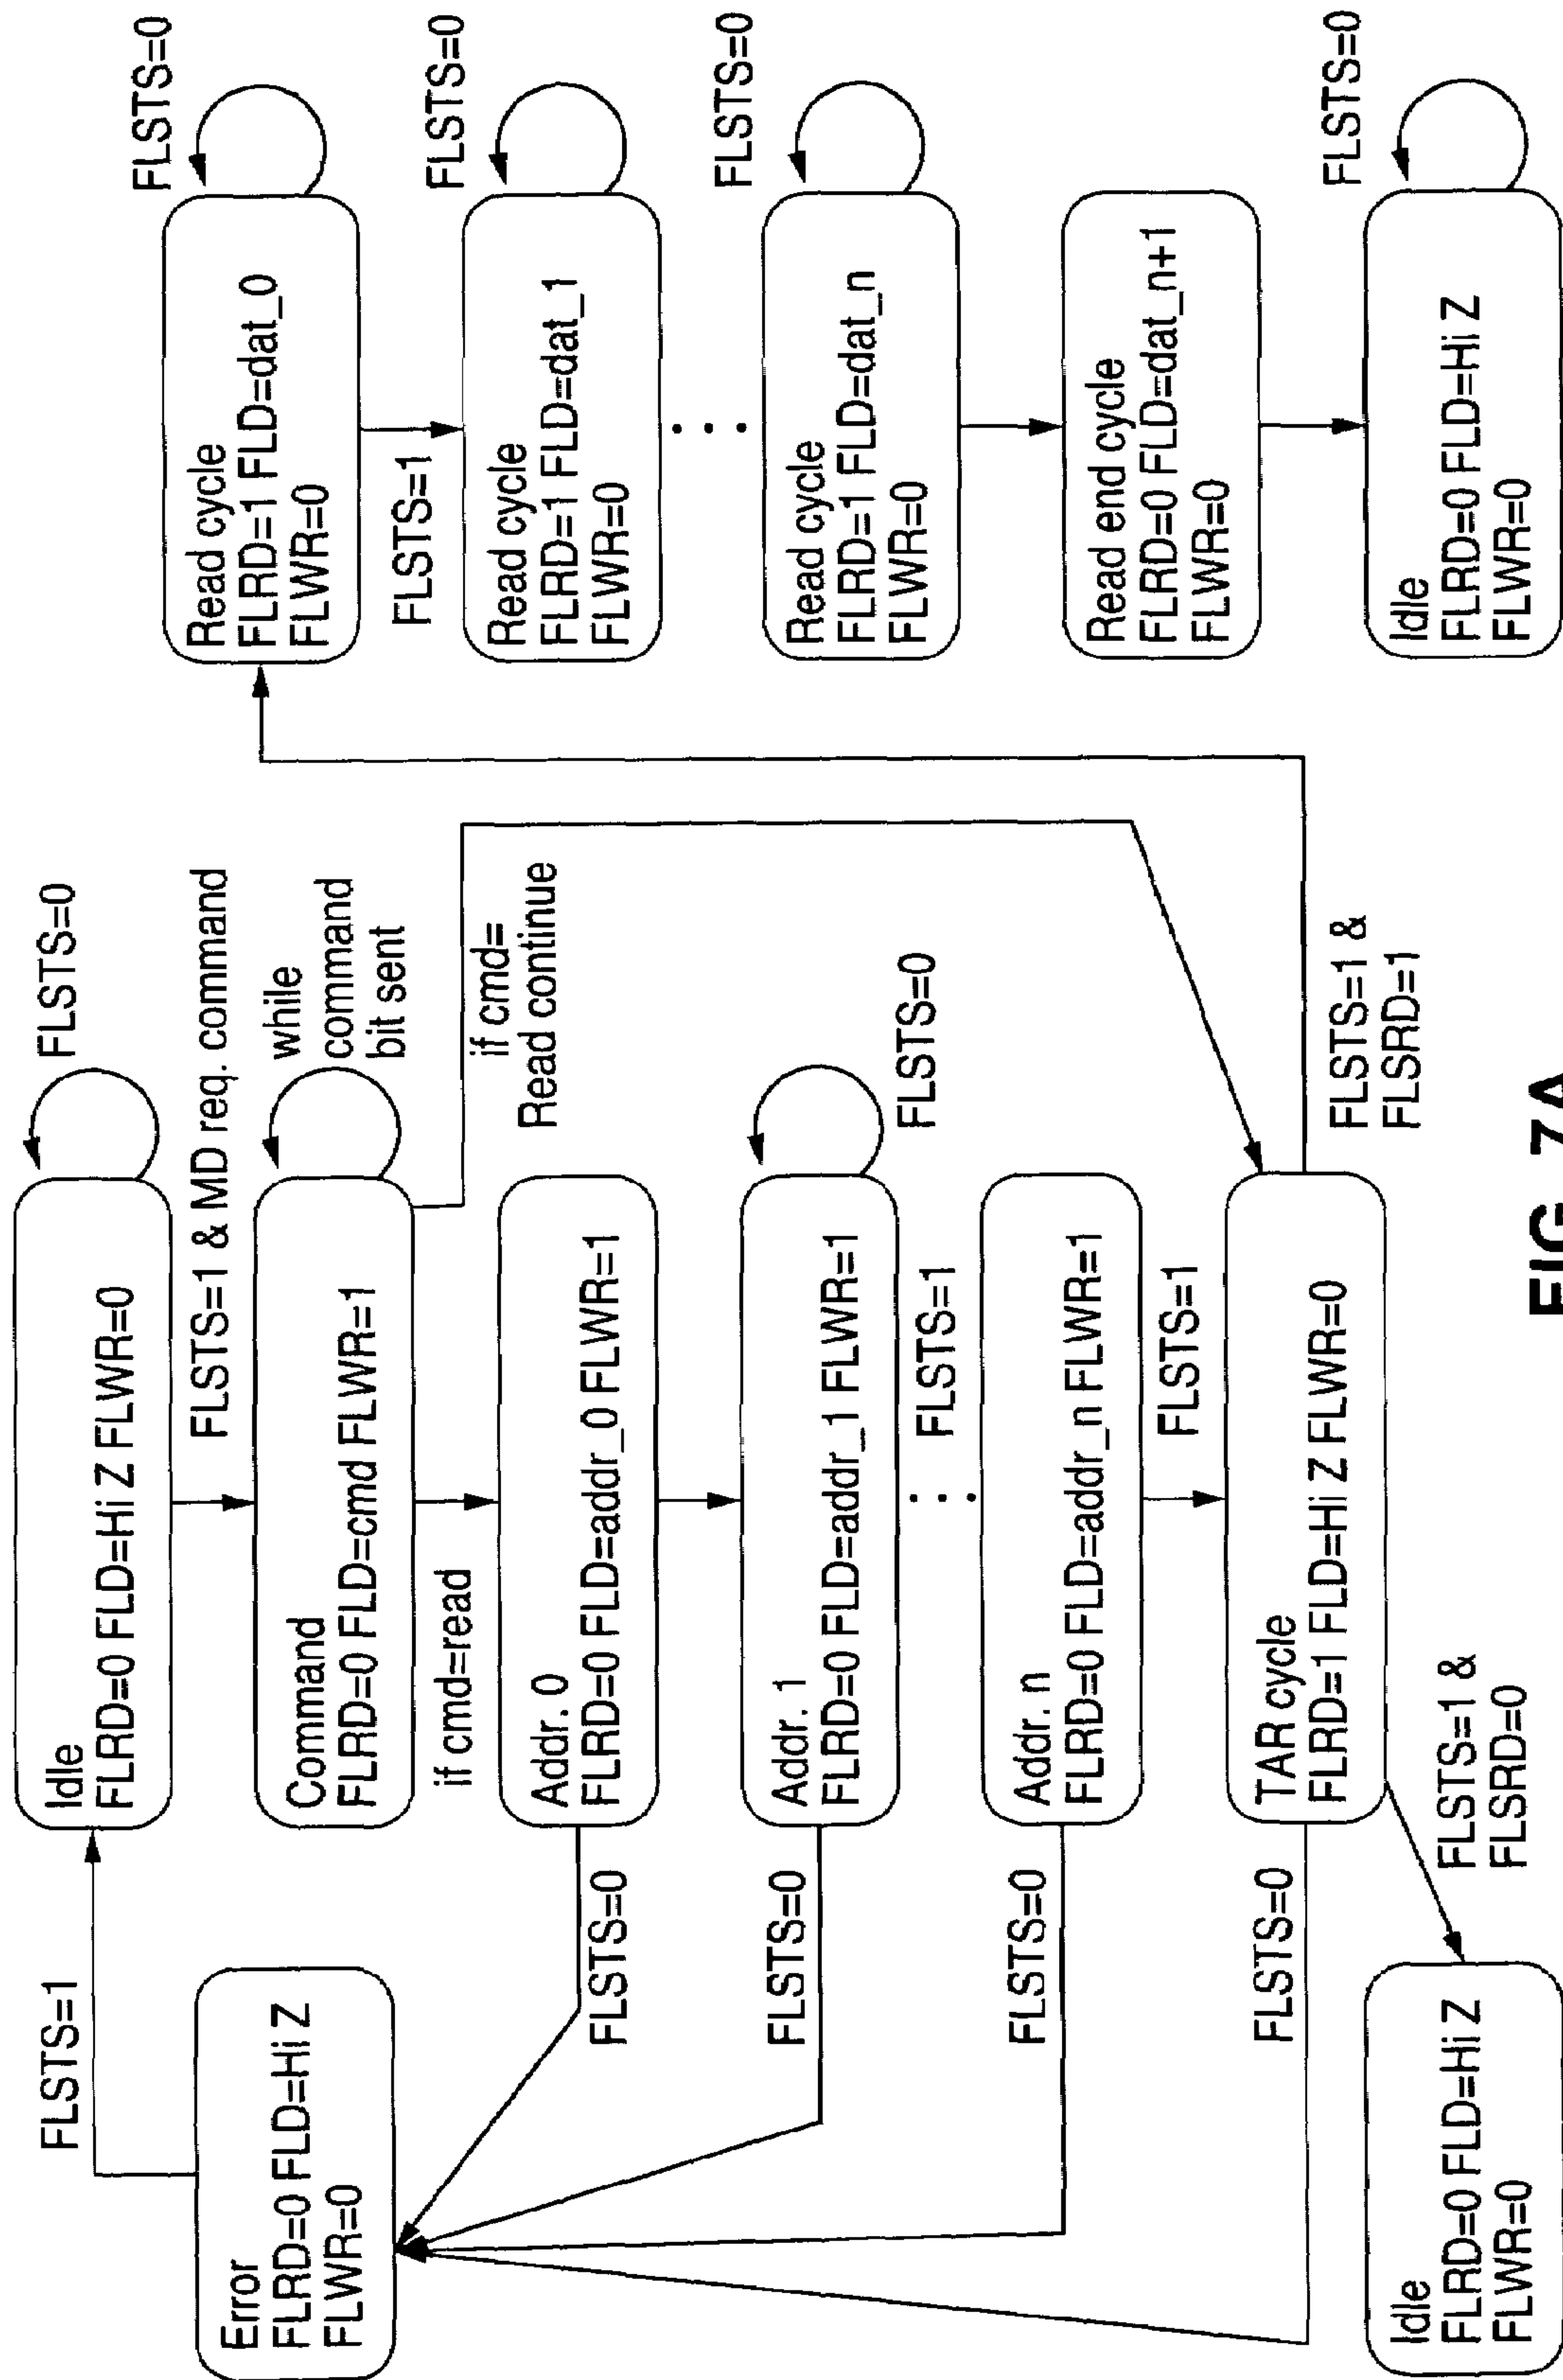 FLSTS=1
Error
FLRD=0 FLD=Hi Z
FLWR=0
Idle
FLRD=0 FLD=Hi Z FLWR=0
FLSTS=0
FLSTS=1 & MD req. command
Command
FLRD=0 FLD=cmd FLWR=1
while
command
bit sent
if cmd=read
if cmd=
Read continue
Addr. 0
FLRD=0 FLD=addr_0 FLWR=1
FLSTS=0
Addr. 1
FLRD=0 FLD=addr_1 FLWR=1
FLSTS=0
FLSTS=0
. . .
FLSTS=1
Addr. n
FLRD=0 FLD=addr_n FLWR=1
FLSTS=0
FLSTS=1
TAR cycle
FLRD=1 FLD=Hi Z FLWR=0
FLSTS=0
FLSTS=1 &
FLSRD=0
FLSTS=1 &
FLSRD=1
Idle
FLRD=0 FLD=Hi Z
FLWR=0
Read cycle
FLRD=1 FLD=dat_0
FLWR=0
FLSTS=0
FLSTS=1
Read cycle
FLRD=1 FLD=dat_1
FLWR=0
FLSTS=0
. . .
Read cycle
FLRD=1 FLD=dat_n
FLWR=0
FLSTS=0
Read end cycle
FLRD=0 FLD=dat_n+1
FLWR=0
Idle
FLRD=0 FLD=Hi Z
FLWR=0
FLSTS=0
FIG. 7A